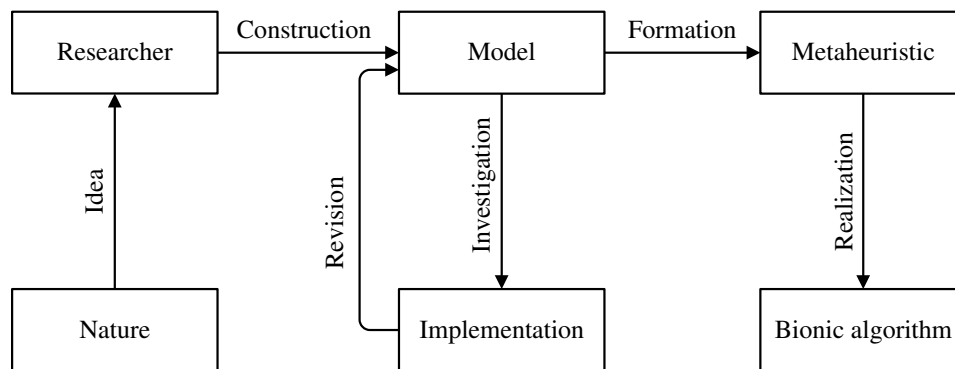 Researcher
Construction
Model
Formation
Metaheuristic
Idea
Revision
Investigation
Realization
Nature
Implementation
Bionic algorithm